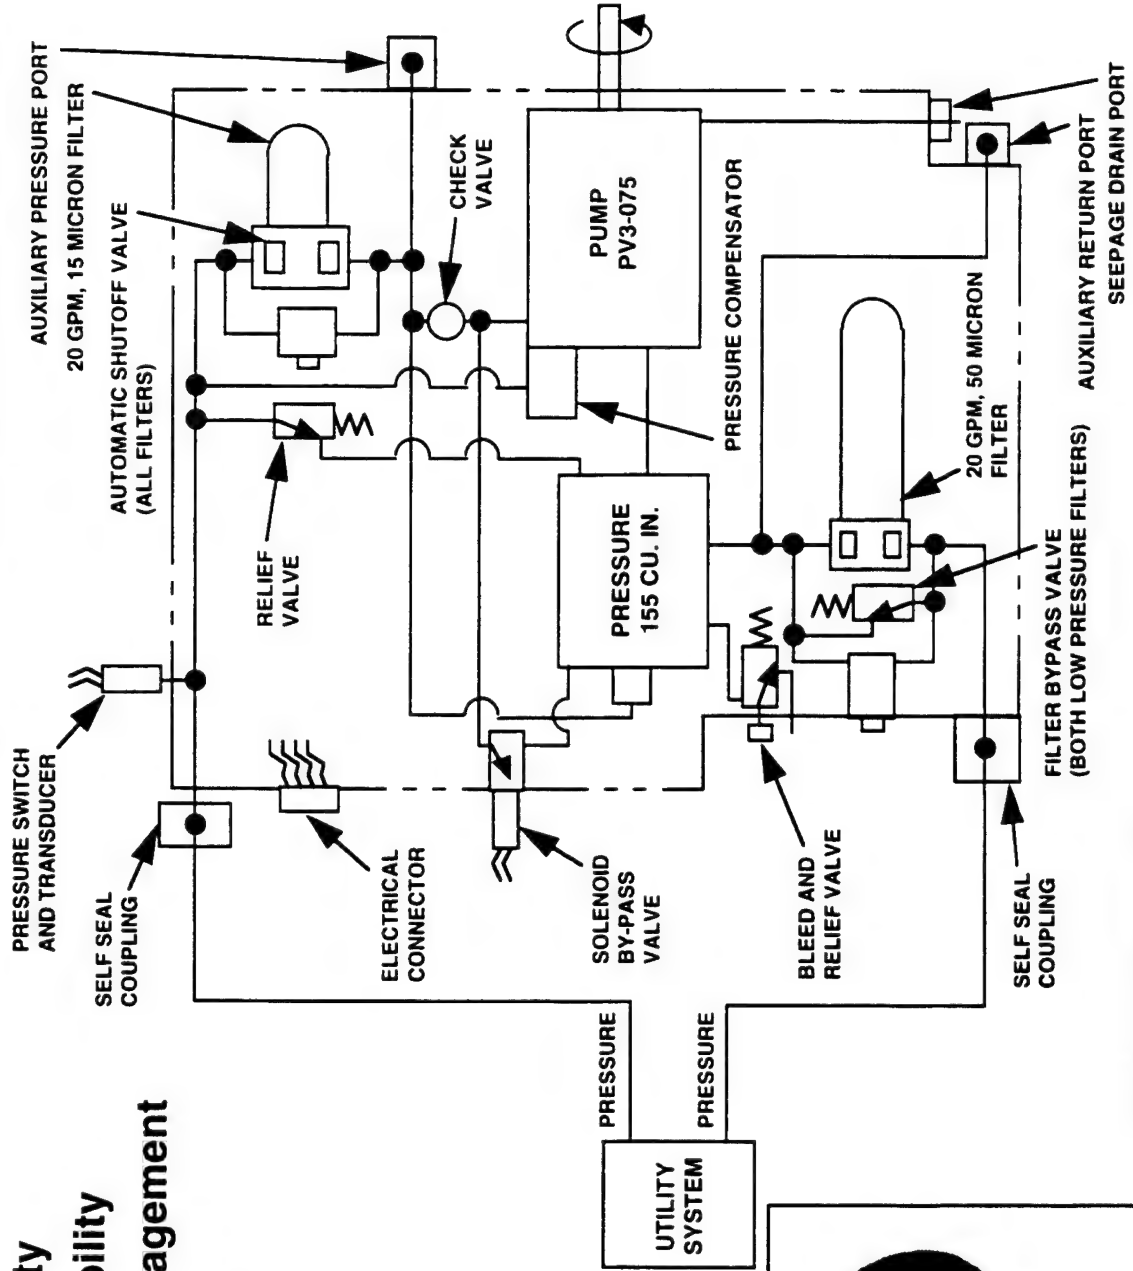 ty
bility
agement
PRESSURE SWITCH
AND TRANSDUCER
AUXILIARY PRESSURE PORT
20 GPM, 15 MICRON FILTER
SELF SEAL
COUPLING
AUTOMATIC SHUTOFF VALVE
(ALL FILTERS)
RELIEF
VALVE
ELECTRICAL
CONNECTOR
CHECK
VALVE
SOLENOID
BY-PASS
VALVE
PUMP
PV3-075
PRESSURE
155 CU. IN.
PRESSURE
UTILITY
SYSTEM
PRESSURE
PRESSURE COMPENSATOR
BLEED AND
RELIEF VALVE
20 GPM, 50 MICRON
FILTER
SELF SEAL
COUPLING
FILTER BYPASS VALVE
(BOTH LOW PRESSURE FILTERS)
AUXILIARY RETURN PORT
SEEPAGE DRAIN PORT